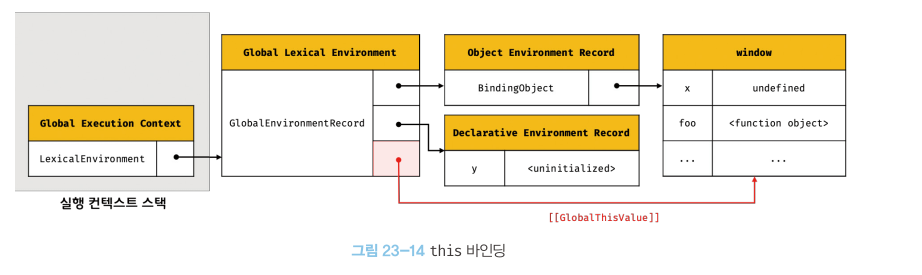 Global Execution Context
LexicalEnvironment
실행 컨텍스트 스택
Global Lexical Environment
GlobalEnvironmentRecord
Object Environment Record
BindingObject
Declarative Environment Record
y <uninitialized>
window
x undefined
foo <function object>
... ...
[[GlobalThisValue]]
그림 23-14 this 바인딩